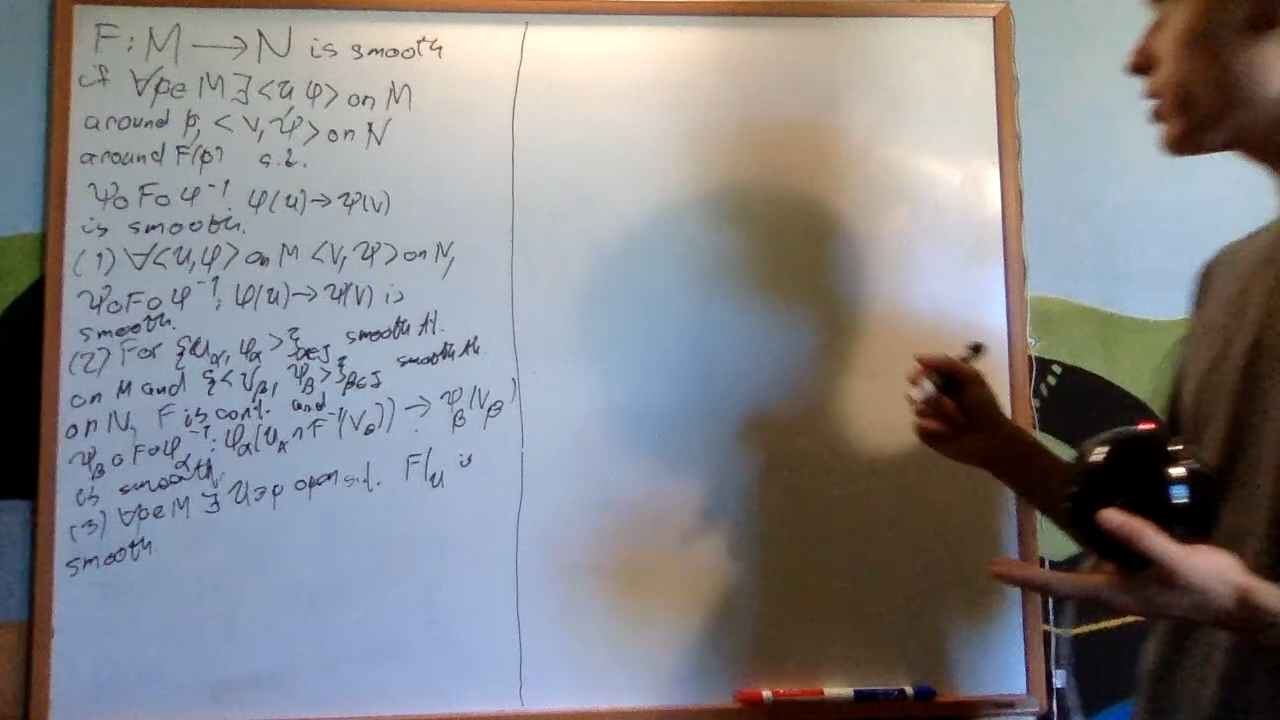 F : M → N is smooth
if ∀p∈M ∃ <U, φ> on M
around p, <V, ψ> on N
around F(p) s.t.
ψ∘F∘φ⁻¹: φ(U)→ψ(V)
is smooth.
(1) ∀<U,φ> on M <V, ψ> on N,
ψ∘F∘φ⁻¹: φ(U)→ψ(V) is
smooth.
(2) For {<U_α, φ_α>}_α∈I smooth At.
on M and {<V_β, ψ_β>}_β∈J smooth At.
on N, F is cont. and
ψ_β∘F∘φ_α⁻¹: φ_α(U_α∩F⁻¹(V_β)) → ψ_β(V_β)
is smooth.
(3) ∀p∈M ∃ U∋p open s.t. F|_U is
smooth.